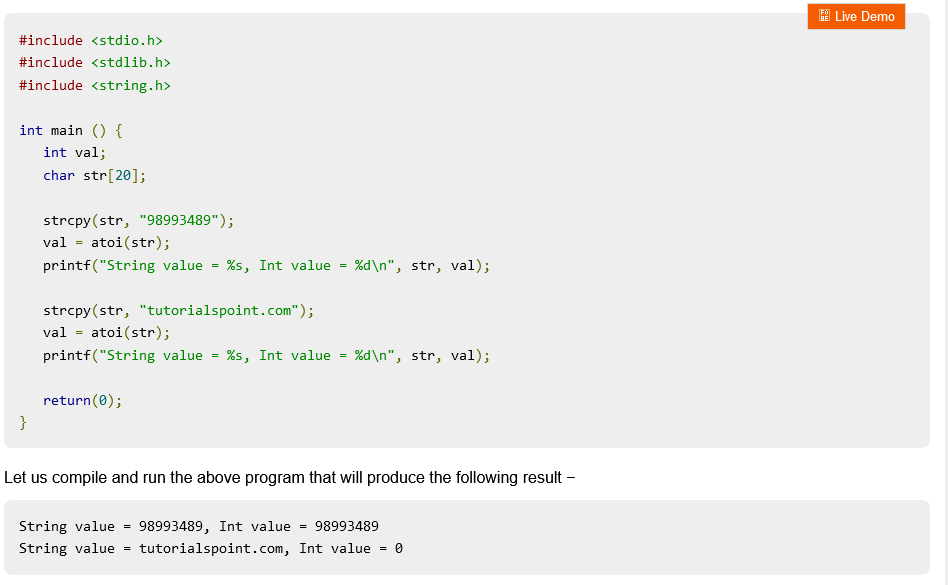 Live Demo
#include <stdio.h>
#include <stdlib.h>
#include <string.h>

int main () {
   int val;
   char str[20];

   strcpy(str, "98993489");
   val = atoi(str);
   printf("String value = %s, Int value = %d\n", str, val);

   strcpy(str, "tutorialspoint.com");
   val = atoi(str);
   printf("String value = %s, Int value = %d\n", str, val);

   return(0);
}
Let us compile and run the above program that will produce the following result −
String value = 98993489, Int value = 98993489
String value = tutorialspoint.com, Int value = 0